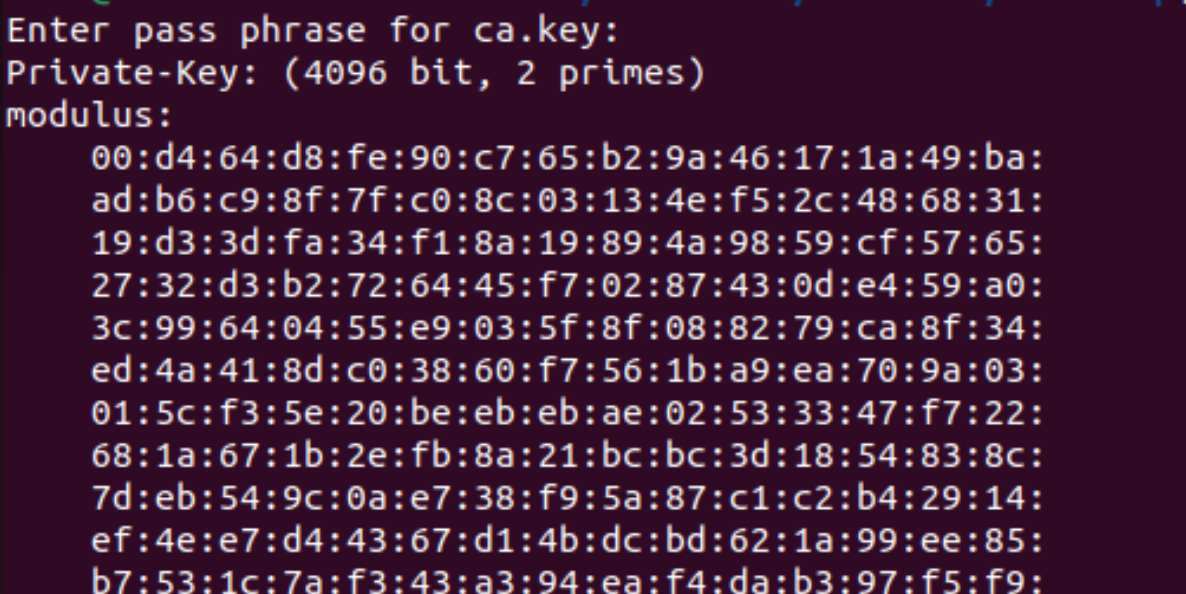 Enter pass phrase for ca.key:
Private-Key: (4096 bit, 2 primes)
modulus:
00:d4:64:d8:fe:90:c7:65:b2:9a:46:17:1a:49:ba:
ad:b6:c9:8f:7f:c0:8c:03:13:4e:f5:2c:48:68:31:
19:d3:3d:fa:34:f1:8a:19:89:4a:98:59:cf:57:65:
27:32:d3:b2:72:64:45:f7:02:87:43:0d:e4:59:a0:
3c:99:64:04:55:e9:03:5f:8f:08:82:79:ca:8f:34:
ed:4a:41:8d:c0:38:60:f7:56:1b:a9:ea:70:9a:03:
01:5c:f3:5e:20:be:eb:eb:ae:02:53:33:47:f7:22:
68:1a:67:1b:2e:fb:8a:21:bc:bc:3d:18:54:83:8c:
7d:eb:54:9c:0a:e7:38:f9:5a:87:c1:c2:b4:29:14:
ef:4e:e7:d4:43:67:d1:4b:dc:bd:62:1a:99:ee:85:
b7:53:1c:7a:f3:43:a3:94:ea:f4:da:b3:97:f5:f9: